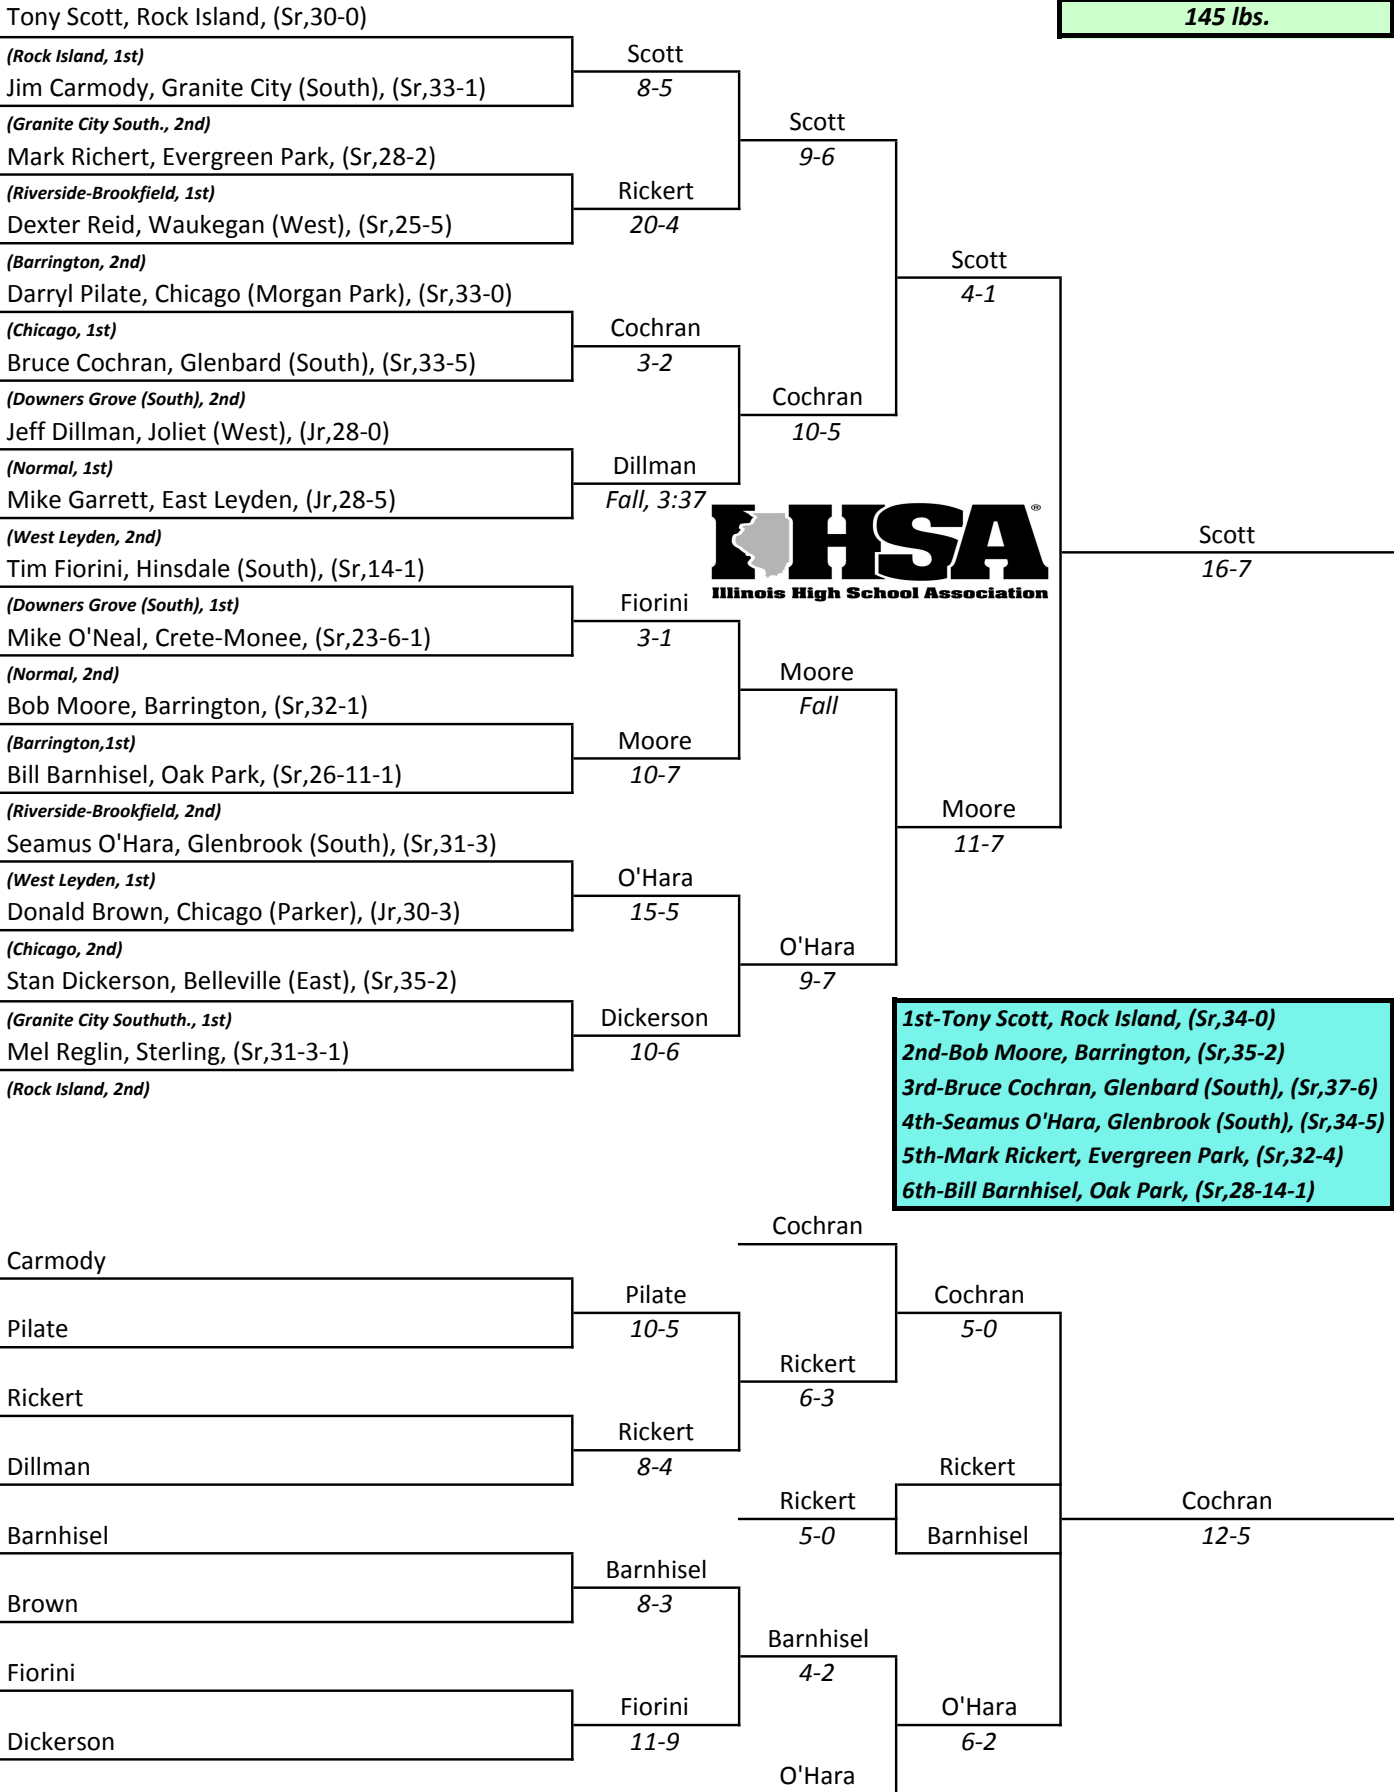 Tony Scott, Rock Island, (Sr,30-0)
145 lbs.
(Rock Island, 1st)
Scott
Jim Carmody, Granite City (South), (Sr,33-1)
8-5
(Granite City South., 2nd)
Scott
Mark Richert, Evergreen Park, (Sr,28-2)
9-6
(Riverside-Brookfield, 1st)
Rickert
Dexter Reid, Waukegan (West), (Sr,25-5)
20-4
(Barrington, 2nd)
Scott
Darryl Pilate, Chicago (Morgan Park), (Sr,33-0)
4-1
(Chicago, 1st)
Cochran
Bruce Cochran, Glenbard (South), (Sr,33-5)
3-2
(Downers Grove (South), 2nd)
Cochran
Jeff Dillman, Joliet (West), (Jr,28-0)
10-5
(Normal, 1st)
Dillman
Mike Garrett, East Leyden, (Jr,28-5)
Fall, 3:37
IHSA®
(West Leyden, 2nd)
Scott
Tim Fiorini, Hinsdale (South), (Sr,14-1)
16-7
Illinois High School Association
(Downers Grove (South), 1st)
Fiorini
Mike O'Neal, Crete-Monee, (Sr,23-6-1)
3-1
(Normal, 2nd)
Moore
Bob Moore, Barrington, (Sr,32-1)
Fall
(Barrington,1st)
Moore
Bill Barnhisel, Oak Park, (Sr,26-11-1)
10-7
(Riverside-Brookfield, 2nd)
Moore
Seamus O'Hara, Glenbrook (South), (Sr,31-3)
11-7
(West Leyden, 1st)
O'Hara
Donald Brown, Chicago (Parker), (Jr,30-3)
15-5
(Chicago, 2nd)
O'Hara
Stan Dickerson, Belleville (East), (Sr,35-2)
9-7
(Granite City Southuth., 1st)
Dickerson
Mel Reglin, Sterling, (Sr,31-3-1)
10-6
(Rock Island, 2nd)
1st-Tony Scott, Rock Island, (Sr,34-0)
2nd-Bob Moore, Barrington, (Sr,35-2)
3rd-Bruce Cochran, Glenbard (South), (Sr,37-6)
4th-Seamus O'Hara, Glenbrook (South), (Sr,34-5)
5th-Mark Rickert, Evergreen Park, (Sr,32-4)
6th-Bill Barnhisel, Oak Park, (Sr,28-14-1)
Cochran
Carmody
Pilate
Cochran
Pilate
10-5
5-0
Rickert
Rickert
6-3
Rickert
Dillman
8-4
Rickert
Rickert
Cochran
Barnhisel
5-0
Barnhisel
12-5
Barnhisel
Brown
8-3
Barnhisel
Fiorini
4-2
Fiorini
O'Hara
Dickerson
11-9
6-2
O'Hara